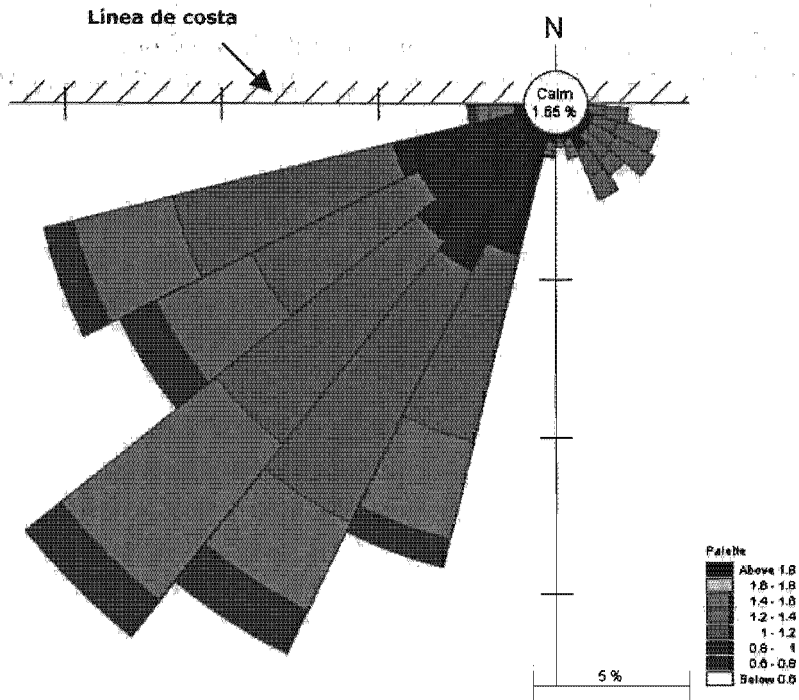 Línea de costa
N
Calm
1.65 %
Palette
Above 1.8
1.6 - 1.8
1.4 - 1.6
1.2 - 1.4
1 - 1.2
0.8 - 1
0.6 - 0.8
Below 0.6
5 %